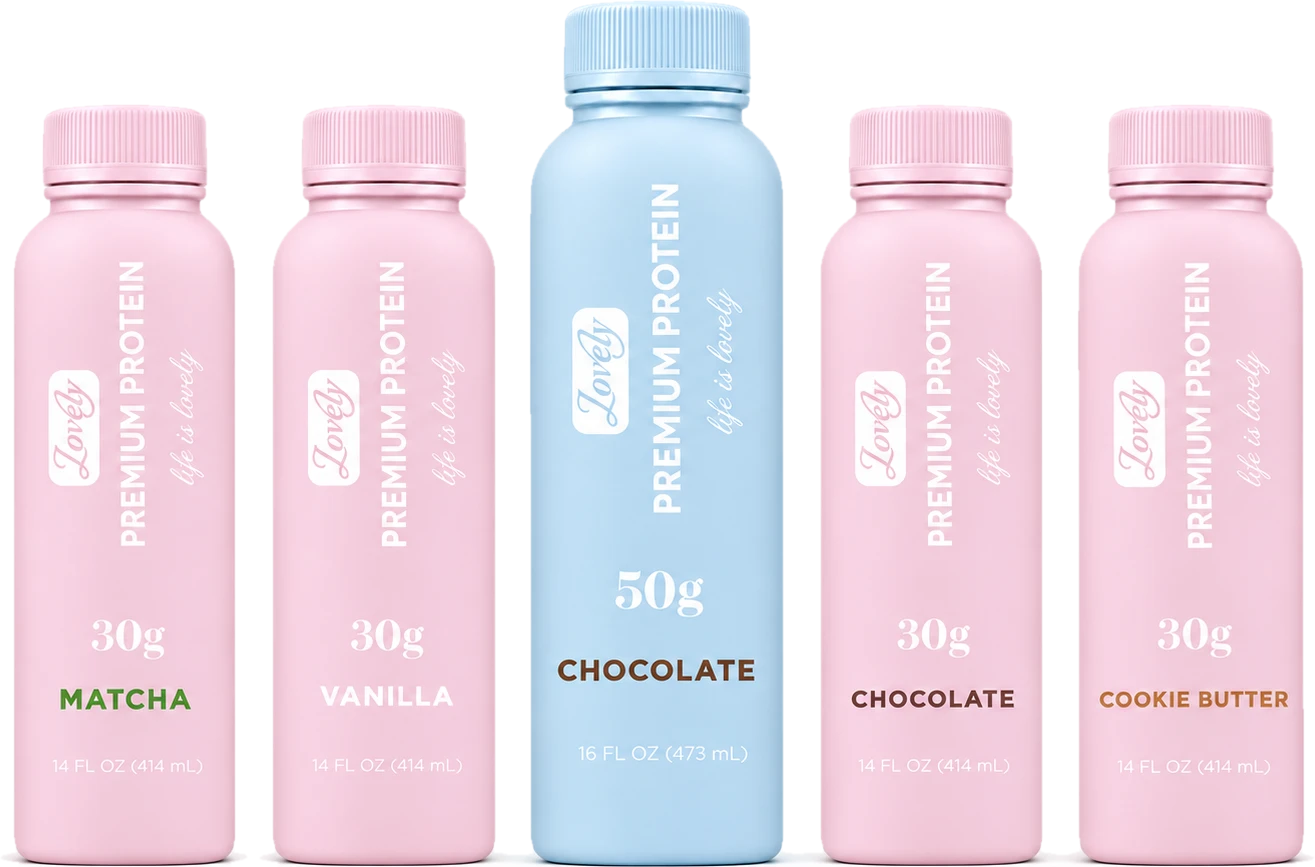 Lovely
PREMIUM PROTEIN
life is lovely
30g
MATCHA
14 FL OZ (414 mL)
Lovely
PREMIUM PROTEIN
life is lovely
30g
VANILLA
14 FL OZ (414 mL)
Lovely
PREMIUM PROTEIN
life is lovely
50g
CHOCOLATE
16 FL OZ (473 mL)
Lovely
PREMIUM PROTEIN
life is lovely
30g
CHOCOLATE
14 FL OZ (414 mL)
Lovely
PREMIUM PROTEIN
life is lovely
30g
COOKIE BUTTER
14 FL OZ (414 mL)